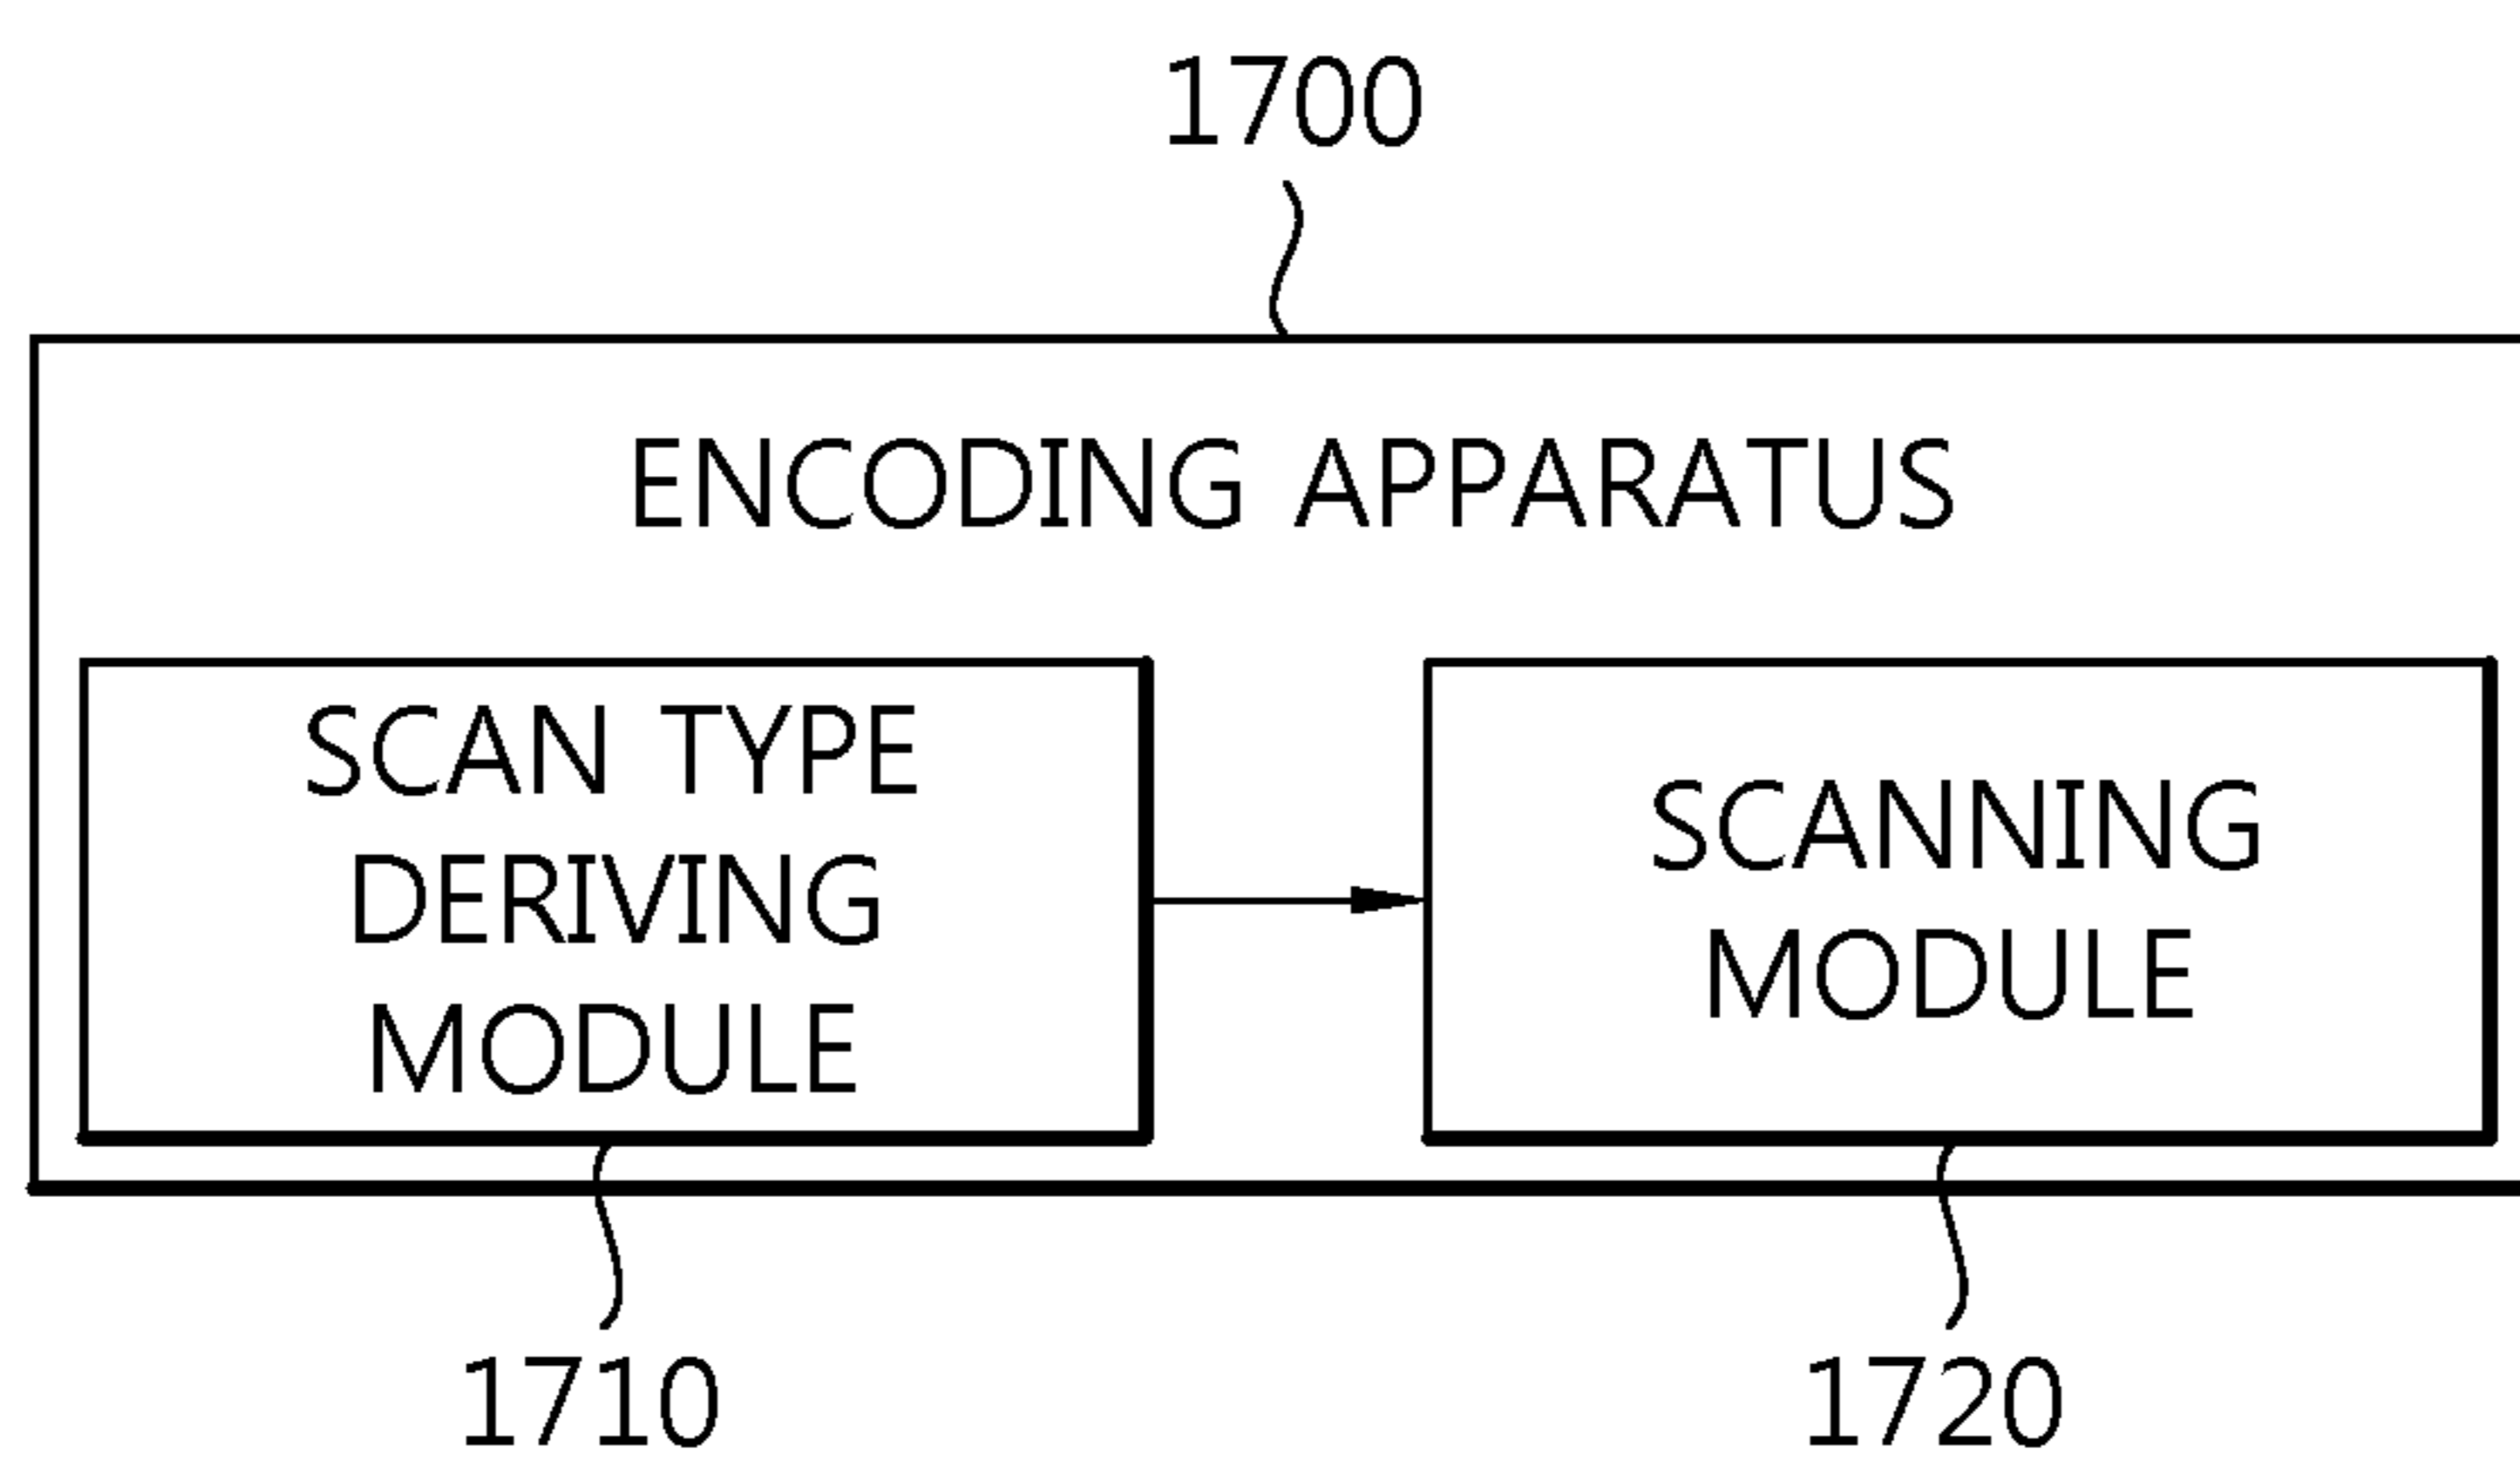 1700
ENCODING APPARATUS
SCAN TYPE
DERIVING
MODULE
SCANNING
MODULE
1710
1720